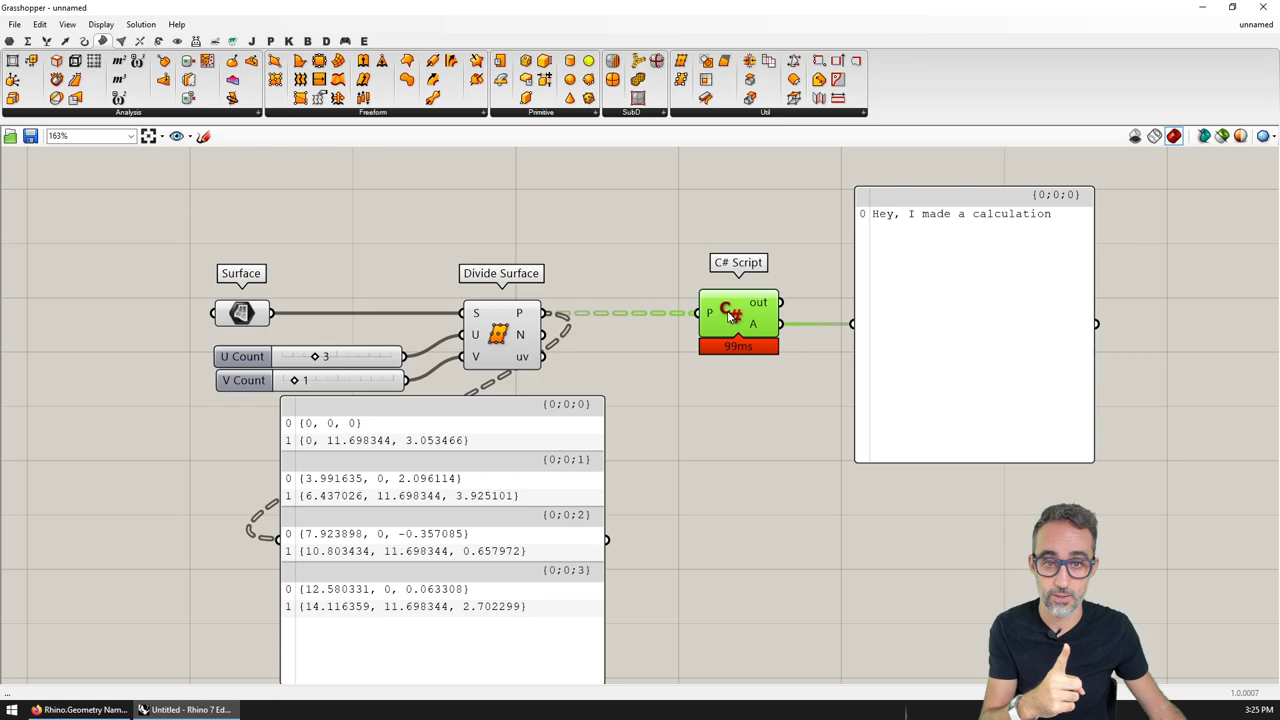 Grasshopper - unnamed
File Edit View Display Solution Help
unnamed
J P K B D E
Analysis Freeform Primitive SubD Util
163%
{0;0;0}
0 Hey, I made a calculation
C# Script
Surface
Divide Surface
out
P
A
99ms
S P
U N
V uv
U Count 3
V Count 1
{0;0;0}
0 {0, 0, 0}
1 {0, 11.698344, 3.053466}
{0;0;1}
0 {3.991635, 0, 2.096114}
1 {6.437026, 11.698344, 3.925101}
{0;0;2}
0 {7.923898, 0, -0.357085}
1 {10.803434, 11.698344, 0.657972}
{0;0;3}
0 {12.580331, 0, 0.063308}
1 {14.116359, 11.698344, 2.702299}
...
1.0.0007
Rhino.Geometry Nam...
Untitled - Rhino 7 Ed...
3:25 PM